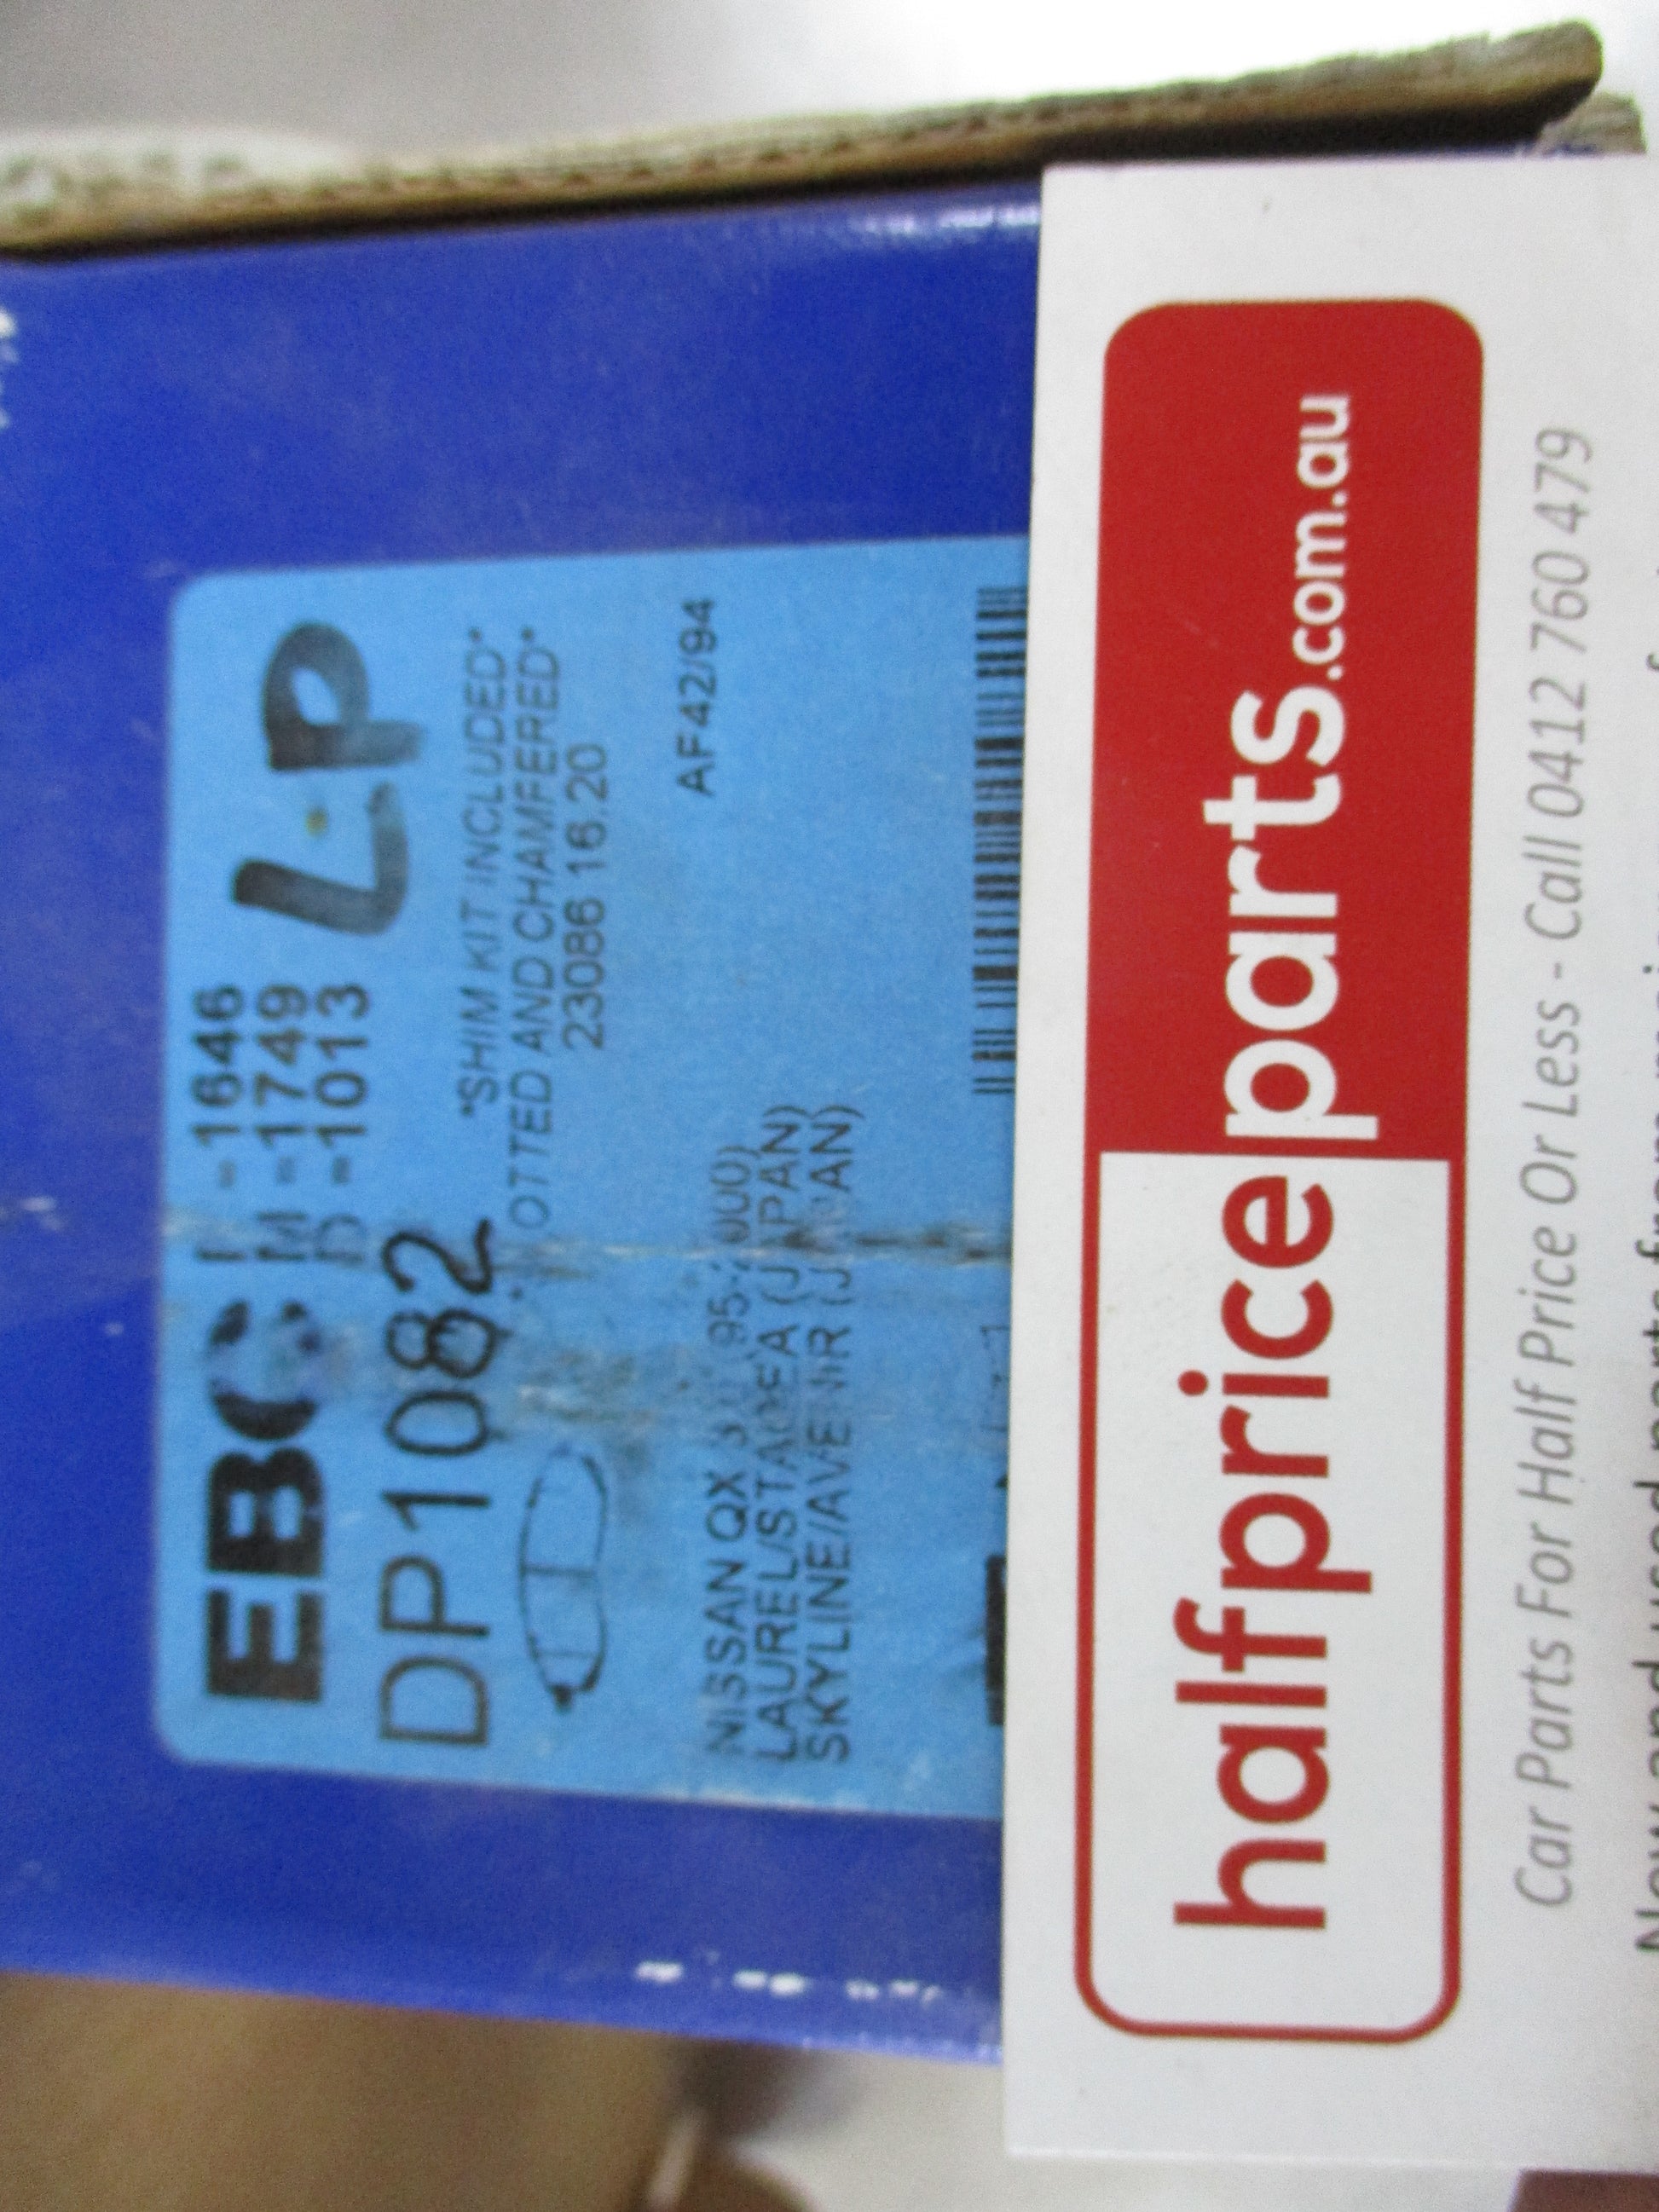 EBC
I -1646
M -1749
D -1013
L.P
DP1082
*SHIM KIT INCLUDED*
OTTED AND CHAMFERED*
23086 16.20
AF42/94
NISSAN QX
LAUREL/STAGEA (JAPAN)
SKYLINE/AVENIR (JAPAN)
halfpriceparts.com.au
Car Parts For Half Price Or Less - Call 0412 760 479